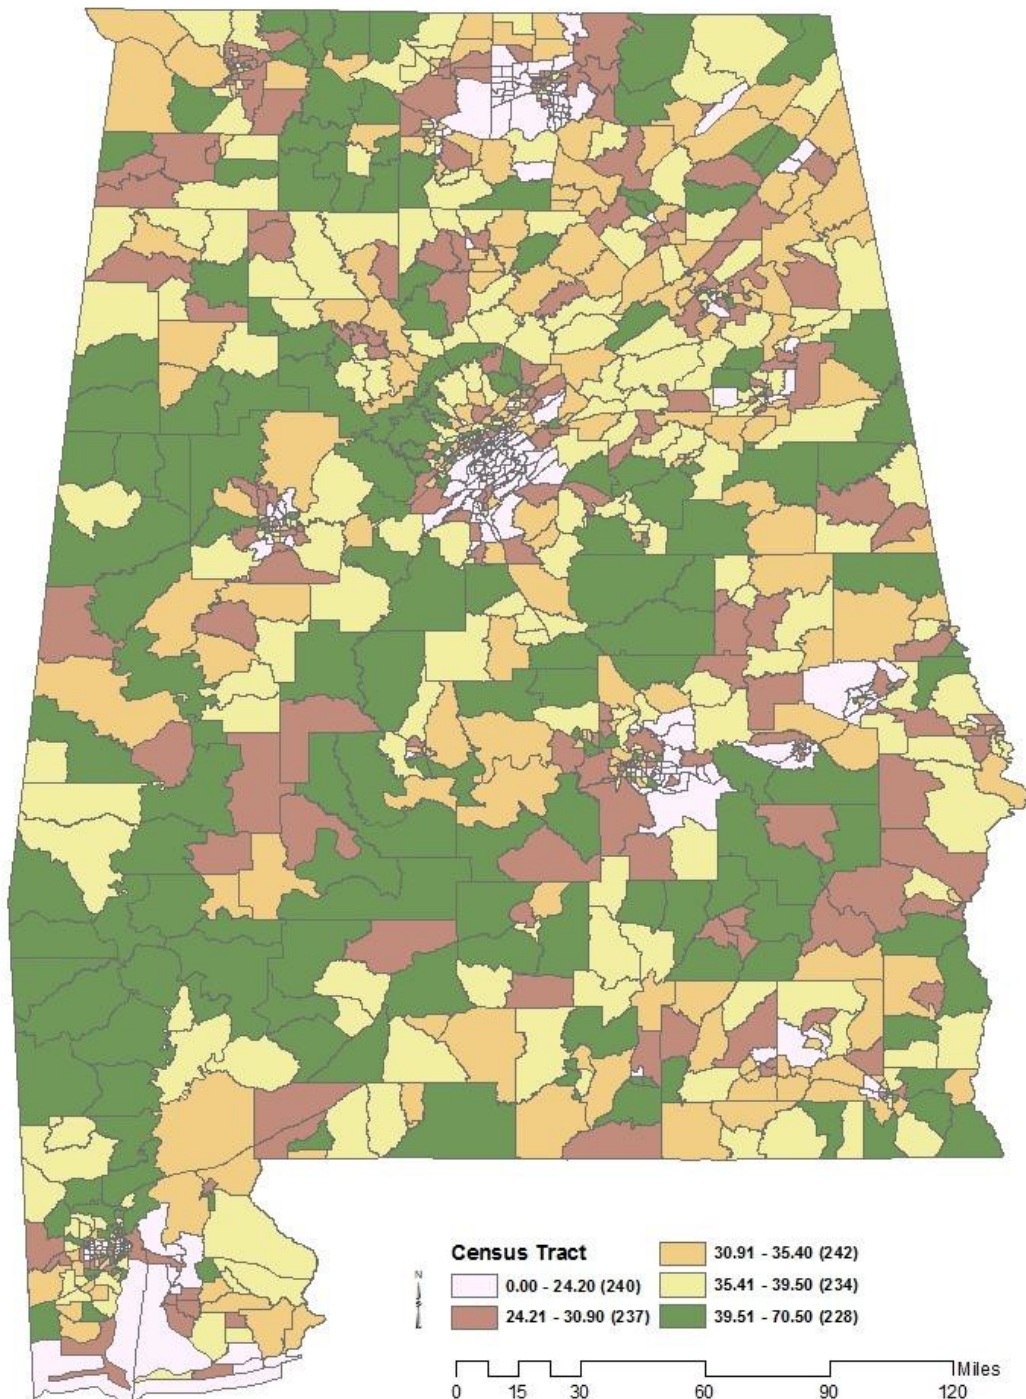 Census Tract
0.00 - 24.20 (240)
24.21 - 30.90 (237)
30.91 - 35.40 (242)
35.41 - 39.50 (234)
39.51 - 70.50 (228)
N
Miles
0 15 30 60 90 120